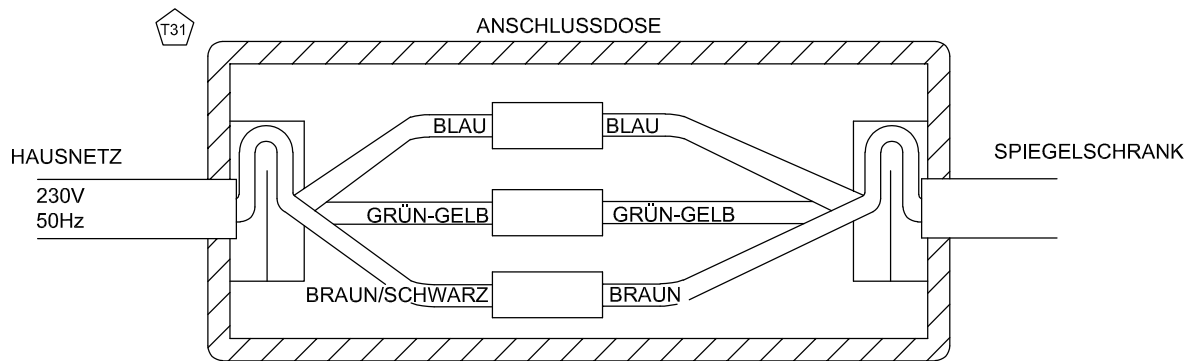 T31
ANSCHLUSSDOSE
BLAU BLAU
HAUSNETZ
SPIEGELSCHRANK
230V
50Hz
GRÜN-GELB GRÜN-GELB
BRAUN/SCHWARZ BRAUN